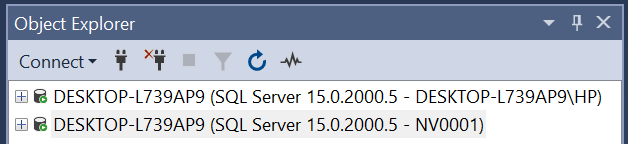 Object Explorer
Connect
DESKTOP-L739AP9 (SQL Server 15.0.2000.5 - DESKTOP-L739AP9\HP)
DESKTOP-L739AP9 (SQL Server 15.0.2000.5 - NV0001)